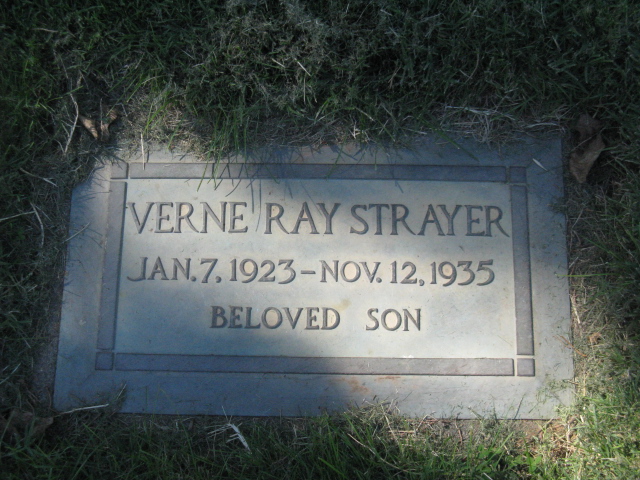 VERNE RAY STRAYER
JAN. 7, 1923 – NOV. 12, 1935
BELOVED SON